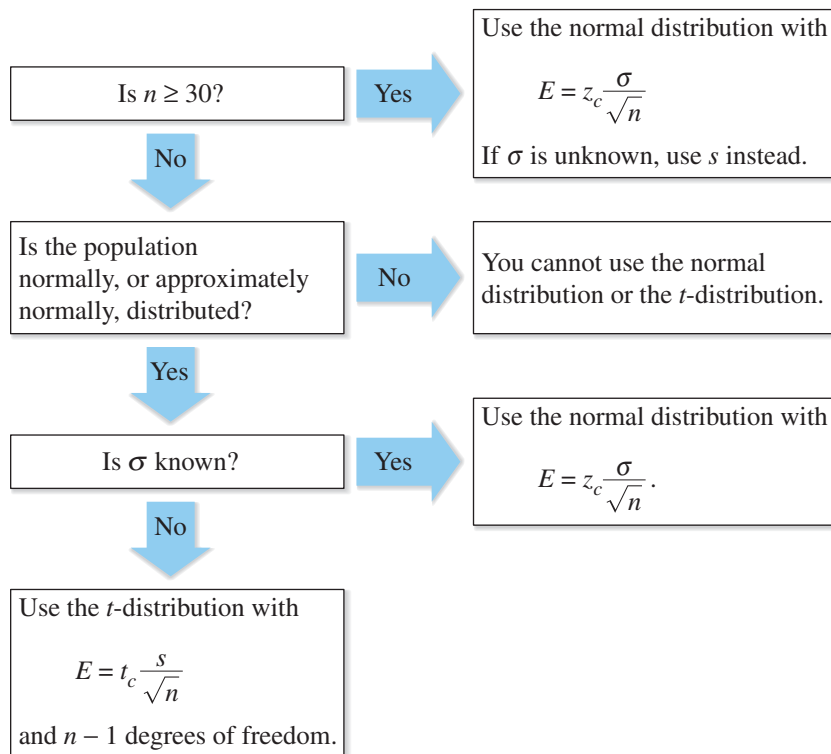 Is n ≥ 30?
Yes
Use the normal distribution with
E = z_c σ/√n
If σ is unknown, use s instead.
No
Is the population
normally, or approximately
normally, distributed?
No
You cannot use the normal
distribution or the t-distribution.
Yes
Is σ known?
Yes
Use the normal distribution with
E = z_c σ/√n.
No
Use the t-distribution with
E = t_c s/√n
and n − 1 degrees of freedom.